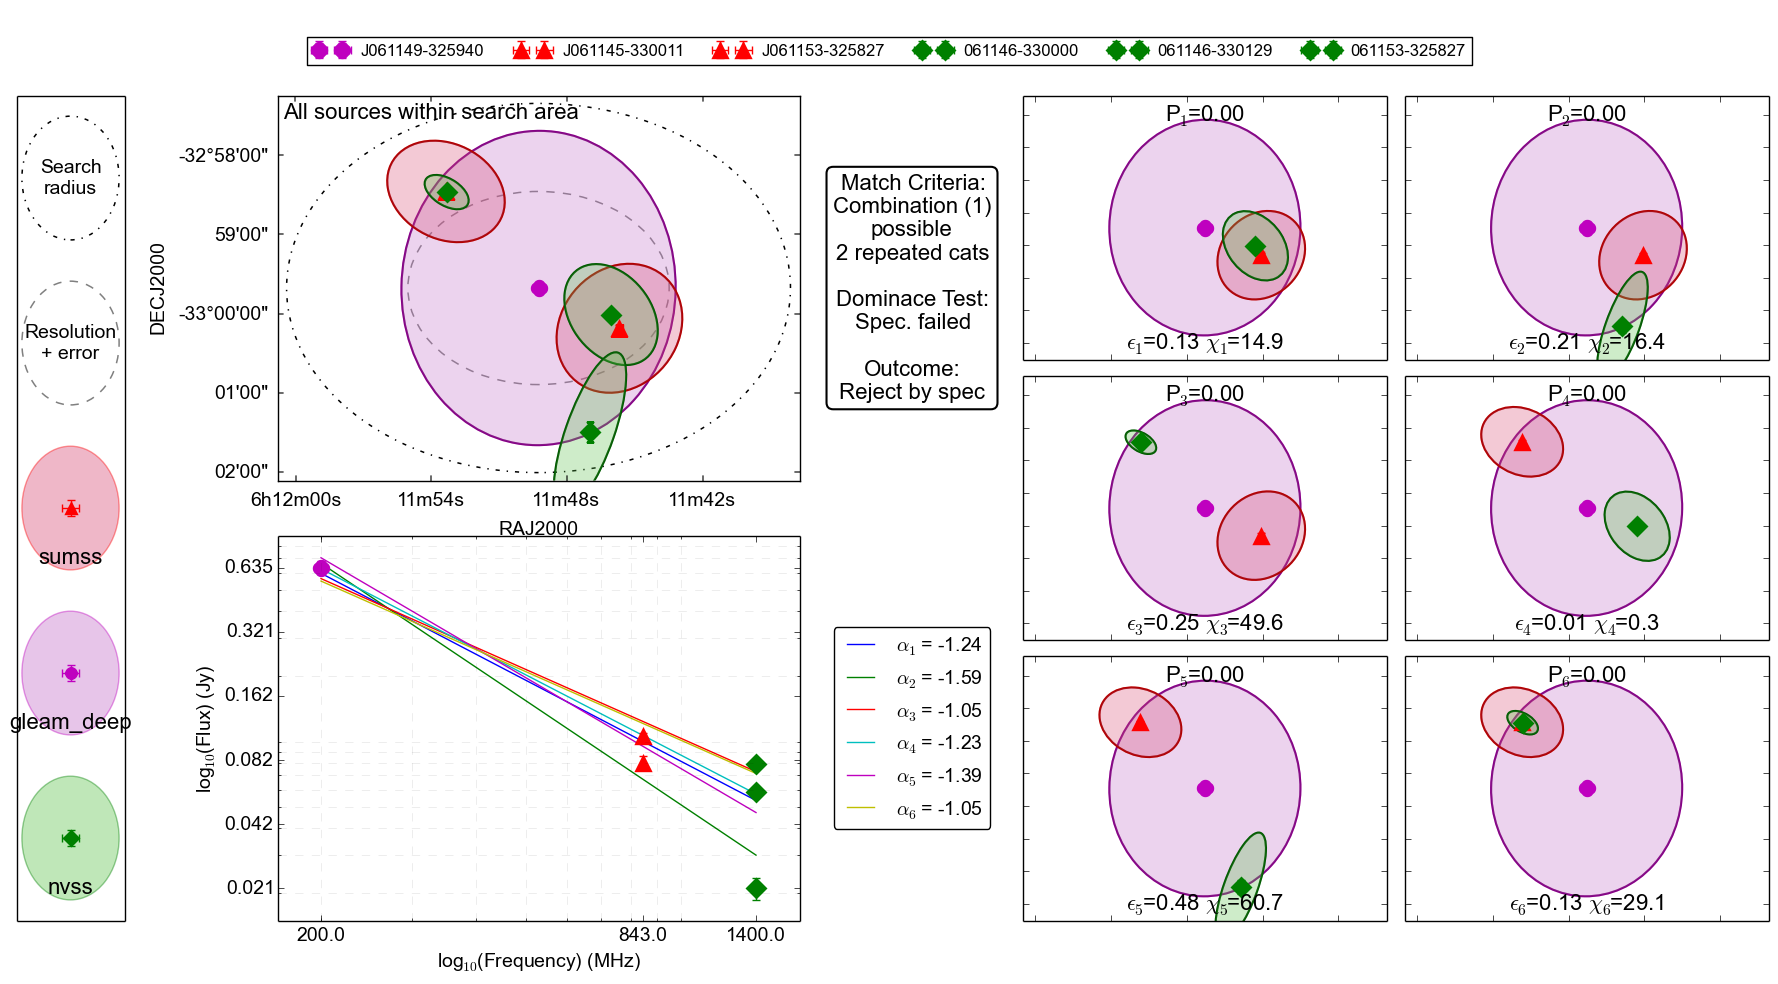 J061149-325940 J061145-330011 J061153-325827 061146-330000 061146-330129 061153-325827
Search
radius
Resolution
+ error
sumss
gleam_deep
nvss
All sources within search area
DECJ2000
-32°58'00"
59'00"
-33°00'00"
01'00"
02'00"
6h12m00s 11m54s 11m48s 11m42s
RAJ2000
Match Criteria:
Combination (1)
possible
2 repeated cats
Dominace Test:
Spec. failed
Outcome:
Reject by spec
log₁₀(Flux) (Jy)
0.635
0.321
0.162
0.082
0.042
0.021
200.0 843.0 1400.0
log₁₀(Frequency) (MHz)
α₁ = -1.24
α₂ = -1.59
α₃ = -1.05
α₄ = -1.23
α₅ = -1.39
α₆ = -1.05
P₁=0.00
ϵ₁=0.13 χ₁=14.9
P₂=0.00
ϵ₂=0.21 χ₂=16.4
P₃=0.00
ϵ₃=0.25 χ₃=49.6
P₄=0.00
ϵ₄=0.01 χ₄=0.3
P₅=0.00
ϵ₅=0.48 χ₅=60.7
P₆=0.00
ϵ₆=0.13 χ₆=29.1